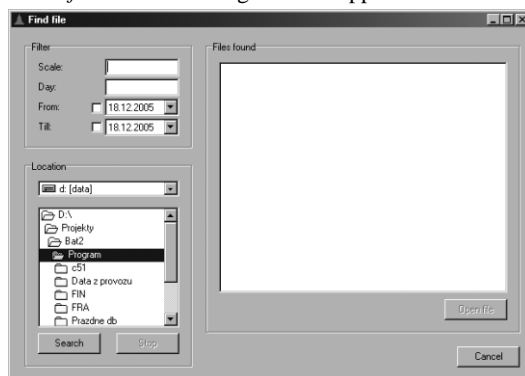 Find file
Filter
Scale:
Day:
From: 18.12.2005
Till: 18.12.2005
Location
d: [data]
D:\
Projekty
Bat2
Program
c51
Data z provozu
FIN
FRA
Prazdne db
Search Stop
Files found
Open file
Cancel